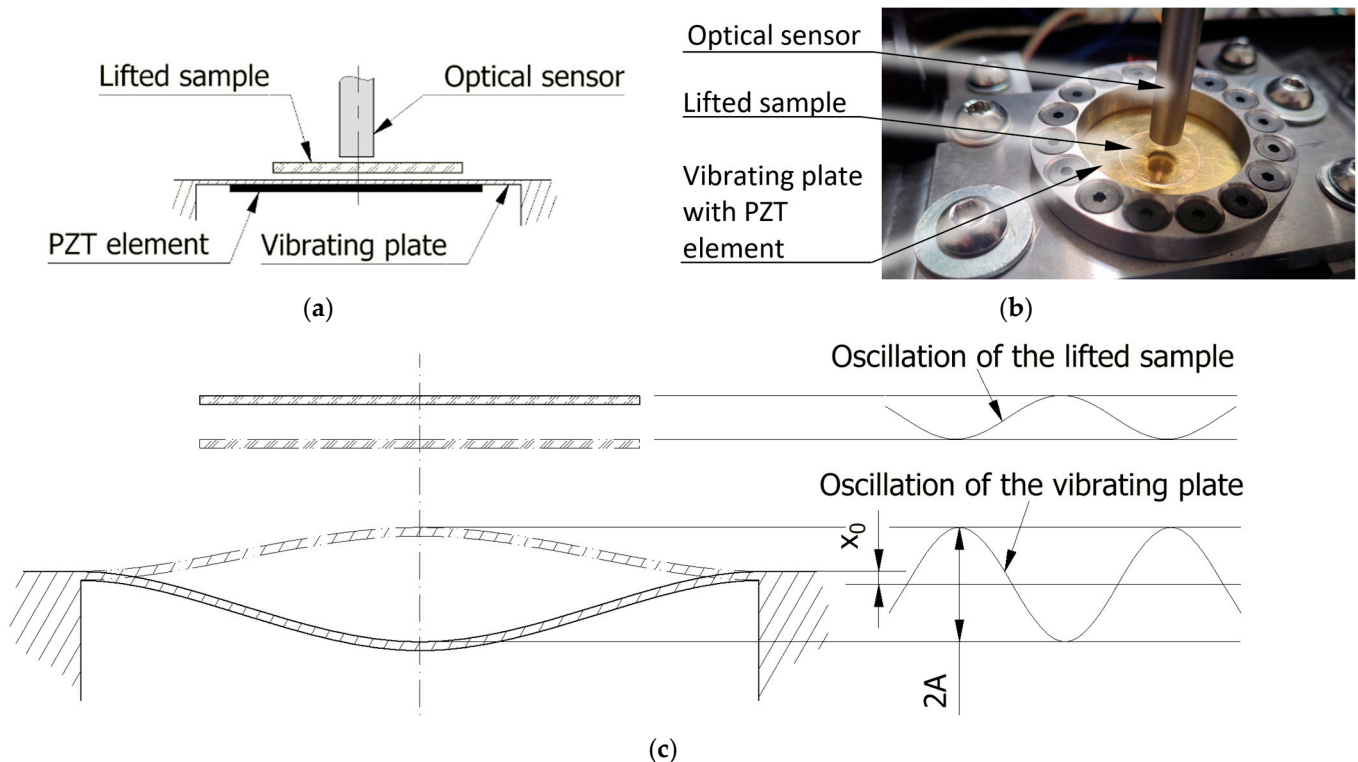 Lifted sample
Optical sensor
PZT element
Vibrating plate
(a)
Optical sensor
Lifted sample
Vibrating plate
with PZT
element
(b)
Oscillation of the lifted sample
Oscillation of the vibrating plate
x₀
2A
(c)